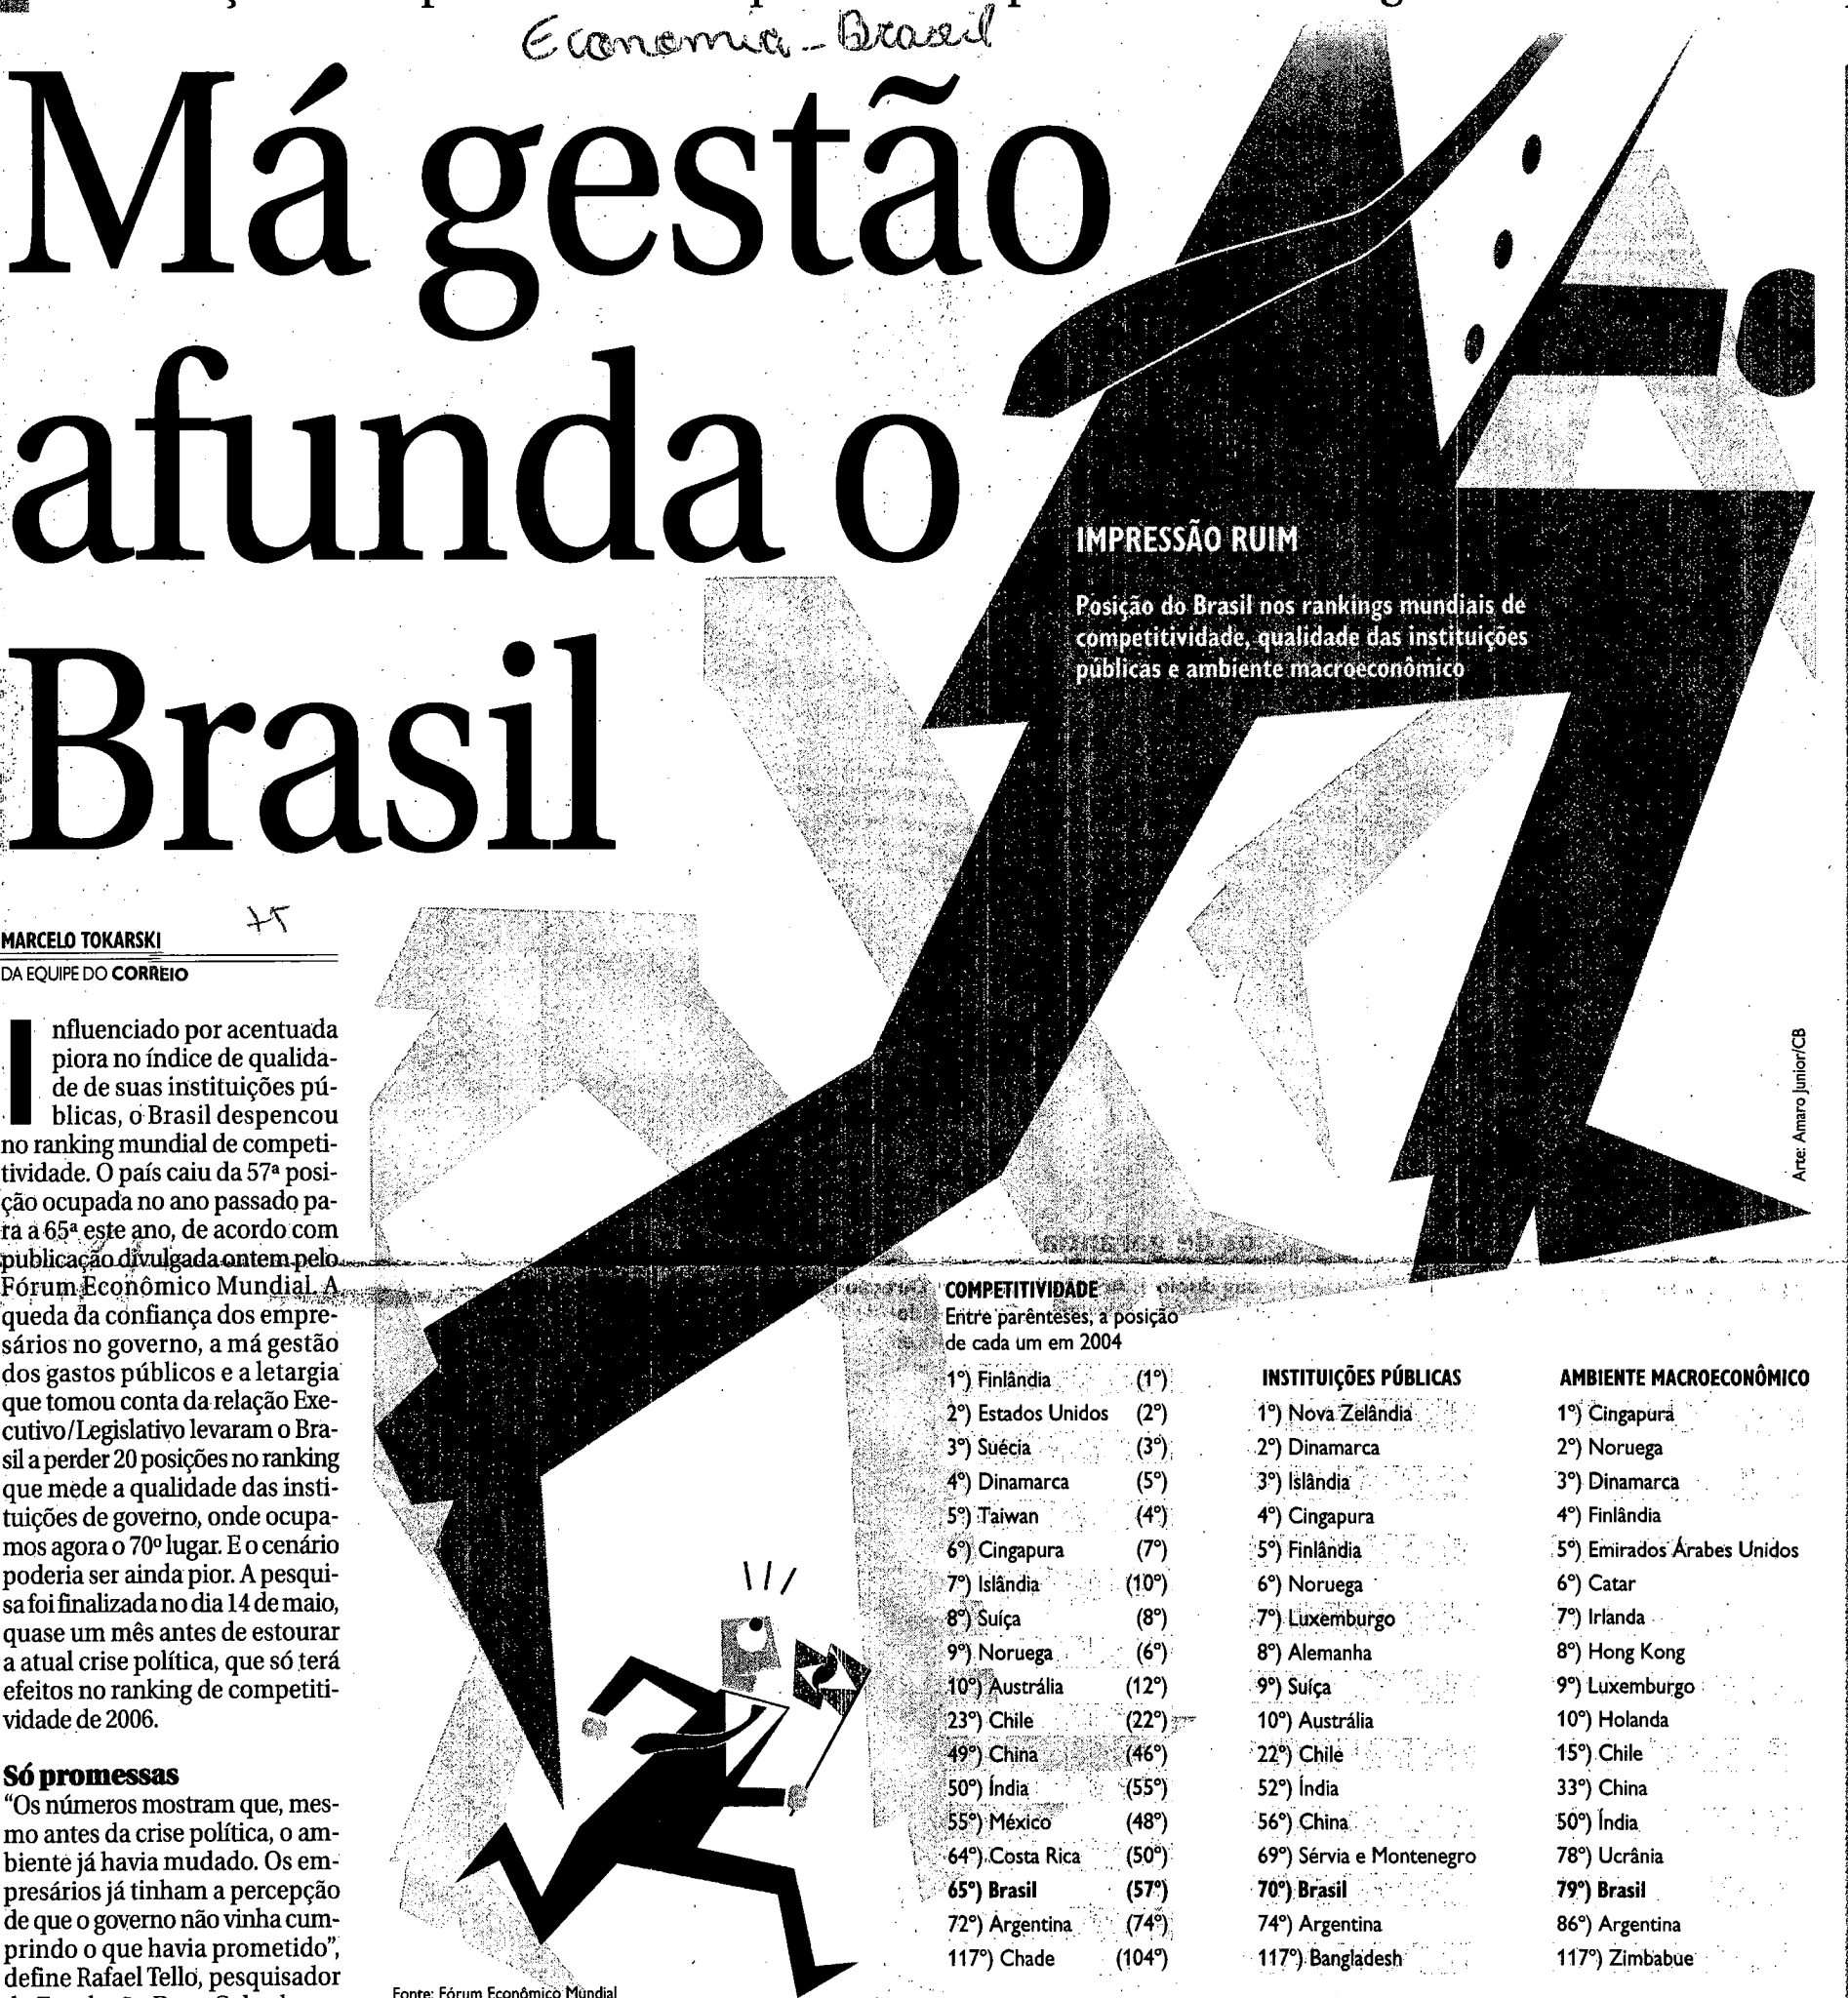 Economia - Brasil
Má gestão
afunda o
Brasil
MARCELO TOKARSKI
DA EQUIPE DO CORREIO
Influenciado por acentuada
piora no índice de qualida-
de de suas instituições pú-
blicas, o Brasil despencou
no ranking mundial de competi-
tividade. O país caiu da 57ª posi-
ção ocupada no ano passado pa-
ra a 65ª este ano, de acordo com
publicação divulgada ontem pelo
Fórum Econômico Mundial. A
queda da confiança dos empre-
sários no governo, a má gestão
dos gastos públicos e a letargia
que tomou conta da relação Exe-
cutivo/Legislativo levaram o Bra-
sil a perder 20 posições no ranking
que mede a qualidade das insti-
tuições de governo, onde ocupa-
mos agora o 70º lugar. E o cenário
poderia ser ainda pior. A pesqui-
sa foi finalizada no dia 14 de maio,
quase um mês antes de estourar
a atual crise política, que só terá
efeitos no ranking de competiti-
vidade de 2006.
Só promessas
“Os números mostram que, mes-
mo antes da crise política, o am-
biente já havia mudado. Os em-
presários já tinham a percepção
de que o governo não vinha cum-
prindo o que havia prometido”,
define Rafael Tello, pesquisador
IMPRESSÃO RUIM
Posição do Brasil nos rankings mundiais de
competitividade, qualidade das instituições
públicas e ambiente macroeconômico
Arte: Amaro Junior/CB
COMPETITIVIDADE
Entre parênteses, a posição
de cada um em 2004
1º) Finlândia (1º)
2º) Estados Unidos (2º)
3º) Suécia (3º)
4º) Dinamarca (5º)
5º) Taiwan (4º)
6º) Cingapura (7º)
7º) Islândia (10º)
8º) Suíça (8º)
9º) Noruega (6º)
10º) Austrália (12º)
23º) Chile (22º)
49º) China (46º)
50º) Índia (55º)
55º) México (48º)
64º) Costa Rica (50º)
65º) Brasil (57º)
72º) Argentina (74º)
117º) Chade (104º)
INSTITUIÇÕES PÚBLICAS
1º) Nova Zelândia
2º) Dinamarca
3º) Islândia
4º) Cingapura
5º) Finlândia
6º) Noruega
7º) Luxemburgo
8º) Alemanha
9º) Suíça
10º) Austrália
22º) Chile
52º) Índia
56º) China
69º) Sérvia e Montenegro
70º) Brasil
74º) Argentina
117º) Bangladesh
AMBIENTE MACROECONÔMICO
1º) Cingapura
2º) Noruega
3º) Dinamarca
4º) Finlândia
5º) Emirados Árabes Unidos
6º) Catar
7º) Irlanda
8º) Hong Kong
9º) Luxemburgo
10º) Holanda
15º) Chile
33º) China
50º) Índia
78º) Ucrânia
79º) Brasil
86º) Argentina
117º) Zimbabue
Fonte: Fórum Econômico Mundial